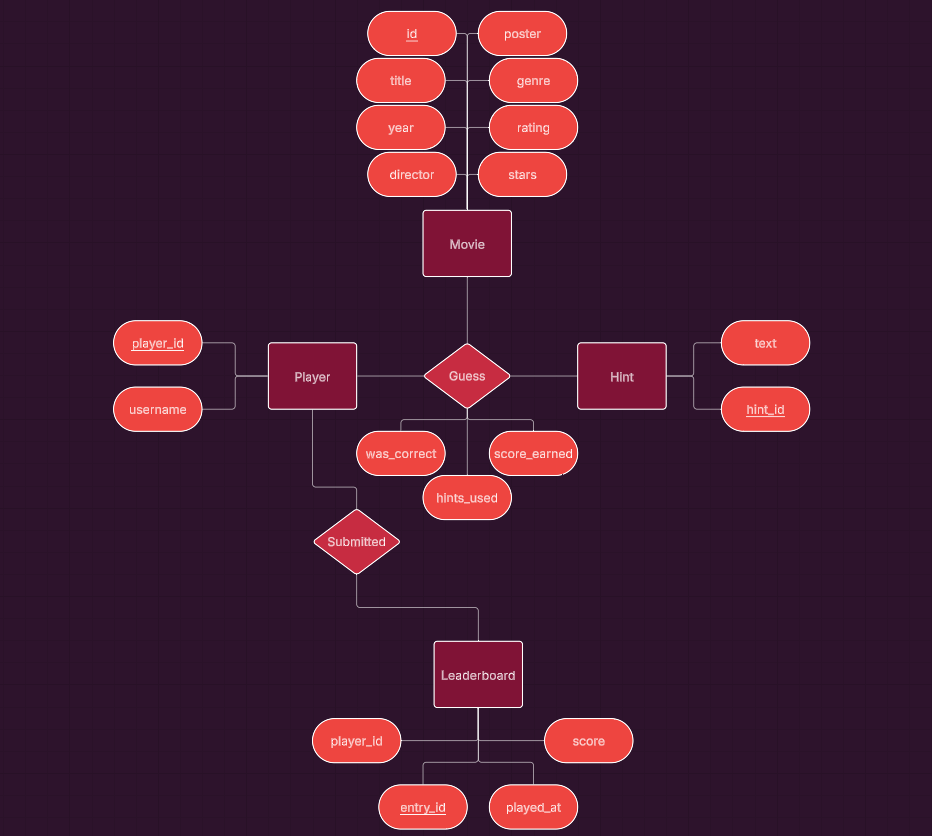 id
poster
title
genre
year
rating
director
stars
Movie
player_id
text
Player
Guess
Hint
username
hint_id
was_correct
score_earned
hints_used
Submitted
Leaderboard
player_id
score
entry_id
played_at